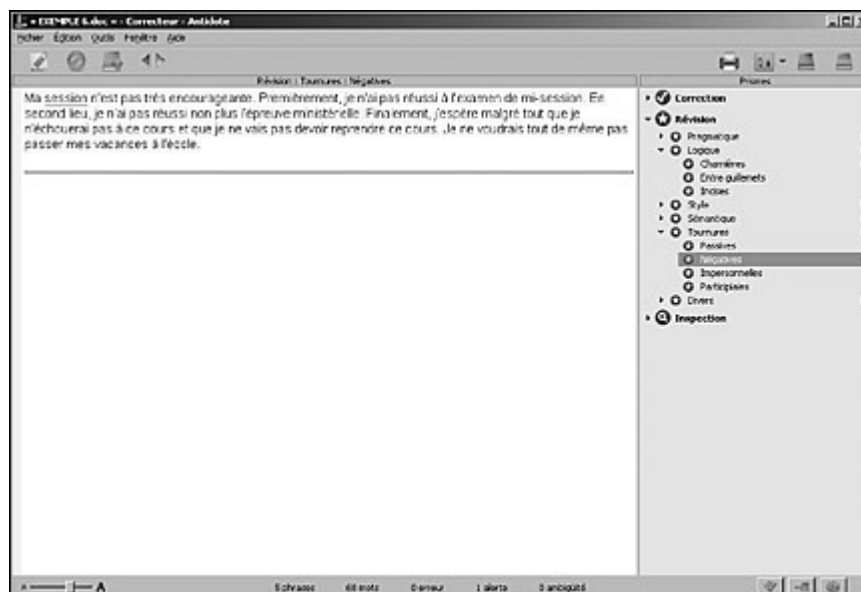 « EXEMPLE 6.doc » - Correcteur - Antidote
Fichier Édition Outils Fenêtre Aide
Révision | Tournures | Négatives
Prismes
Ma session n'est pas très encourageante. Premièrement, je n'ai pas réussi à l'examen de mi-session. En
second lieu, je n'ai pas réussi non plus l'épreuve ministérielle. Finalement, j'espère malgré tout que je
n'échouerai pas à ce cours et que je ne vais pas devoir reprendre ce cours. Je ne voudrais tout de même pas
passer mes vacances à l'école.
Correction
Révision
Pragmatique
Logique
Charnières
Entre guillemets
Incises
Style
Sémantique
Tournures
Passives
Négatives
Impersonnelles
Participiales
Divers
Inspection
A A
5 phrases 68 mots 0 erreur 1 alerte 0 ambiguïté